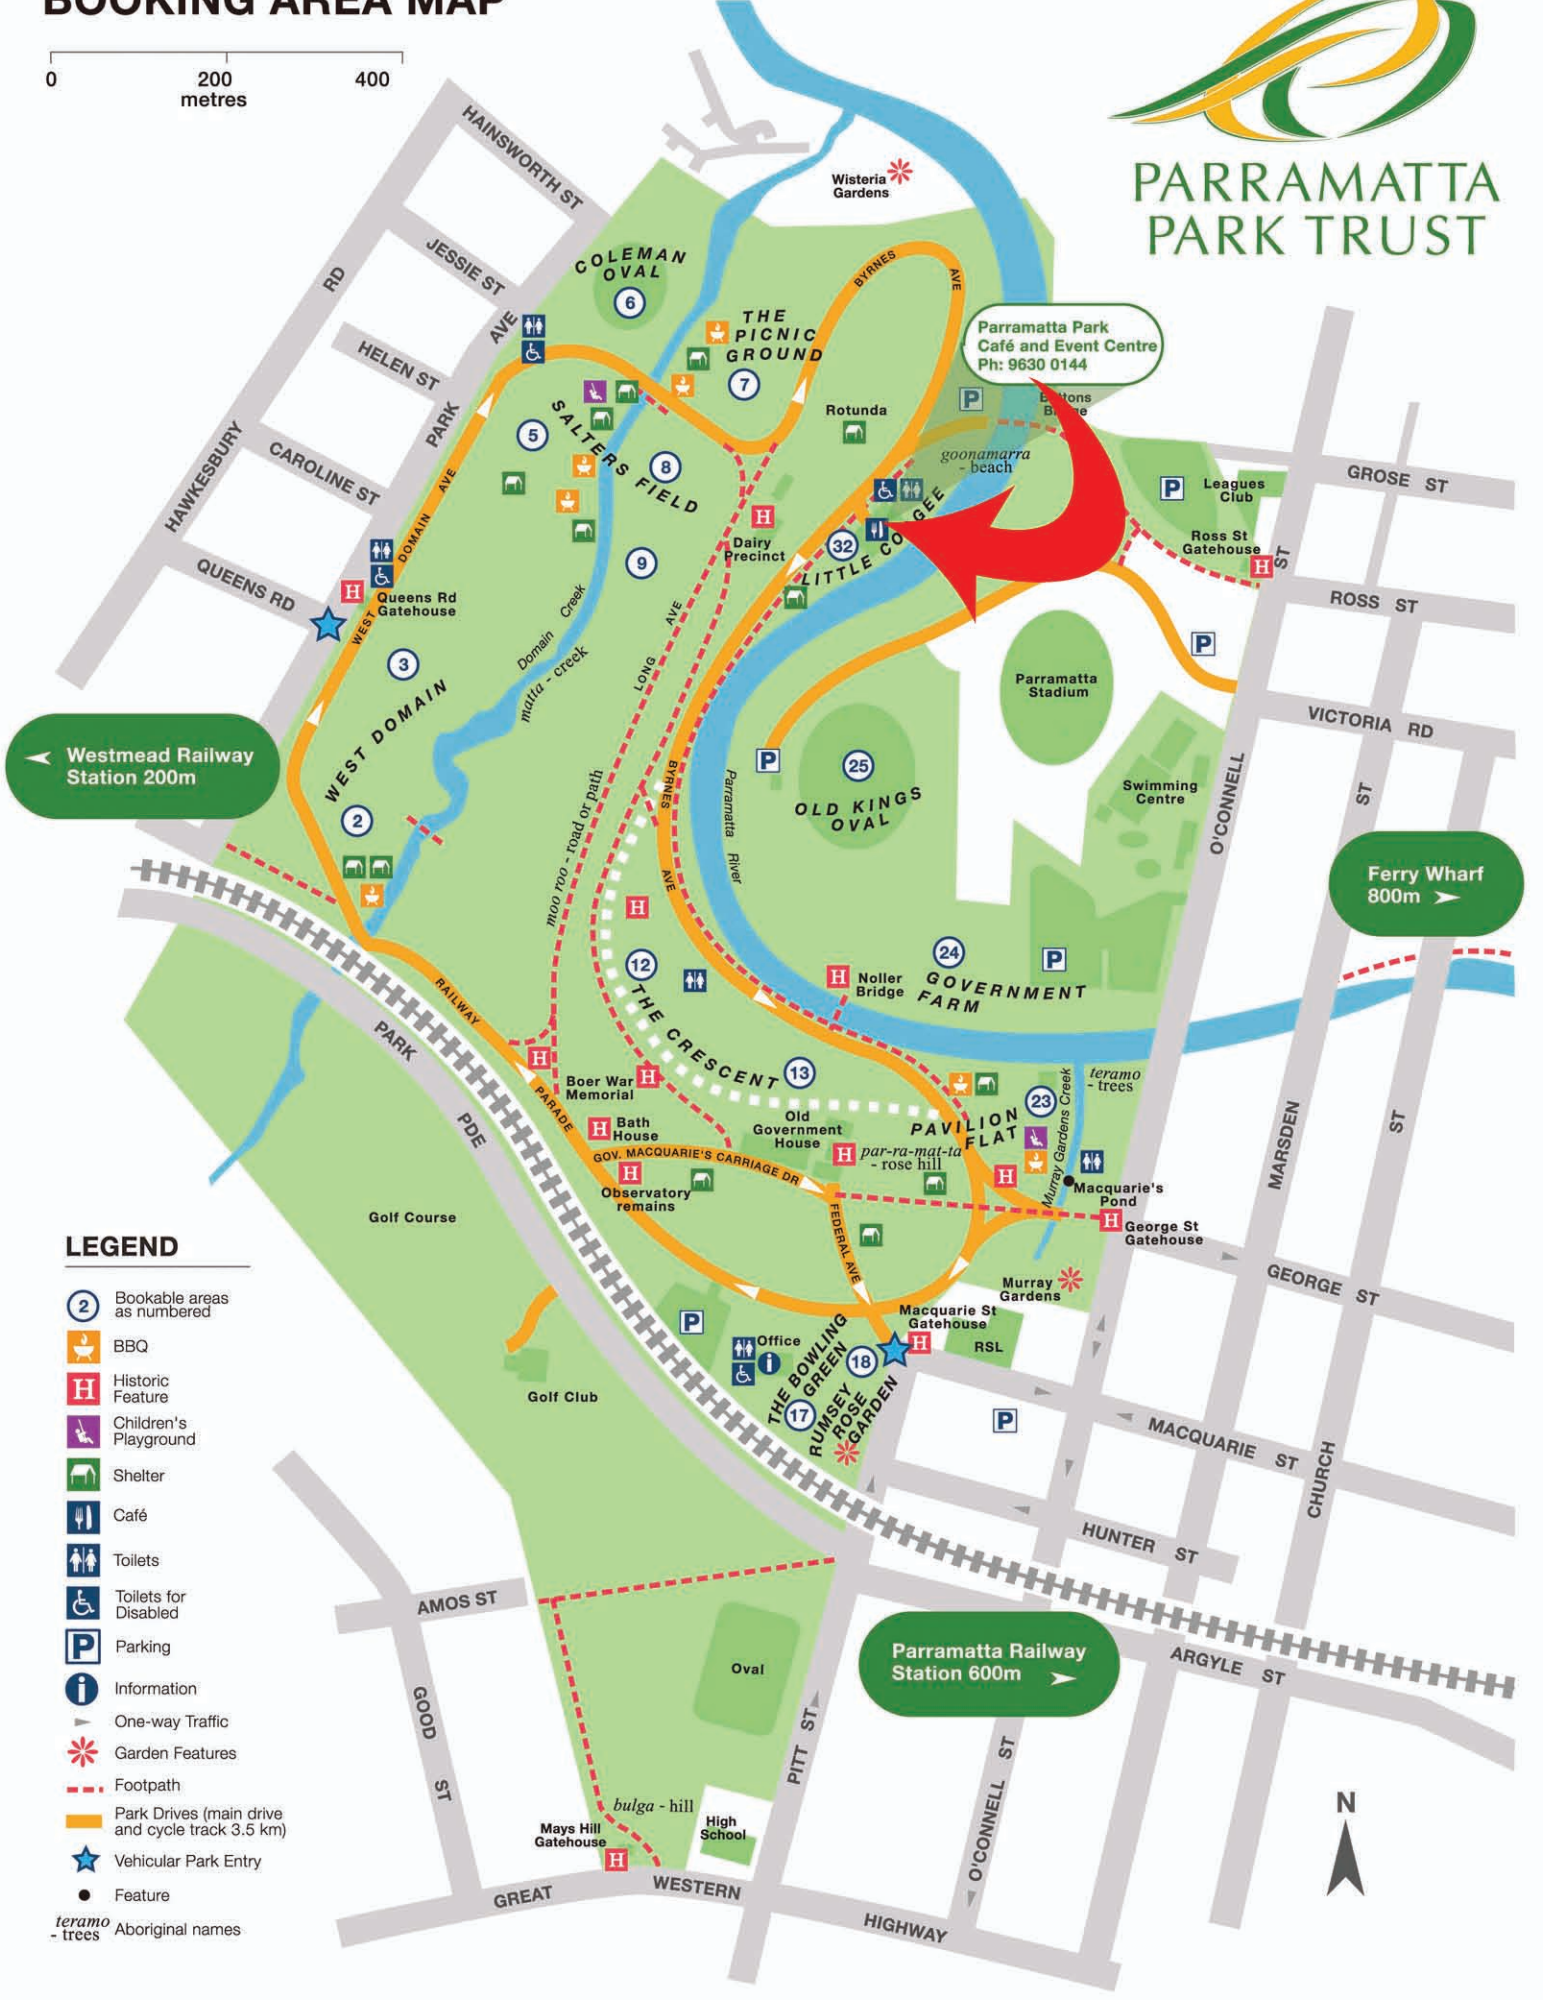 BOOKING AREA MAP
0 200 400
metres
PARRAMATTA
PARK TRUST
HAINSWORTH ST
JESSIE ST
HELEN ST
CAROLINE ST
QUEENS RD
HAWKESBURY
RD
PARK
AVE
Wisteria
Gardens
COLEMAN
OVAL
6
THE
PICNIC
GROUND
7
BYRNES
AVE
Parramatta Park
Café and Event Centre
Ph: 9630 0144
P
Rotunda
goonamarra
- beach
5
SALTERS FIELD
8
9
H
Dairy
Precinct
32
LITTLE COOGEE
P
Leagues
Club
Ross St
Gatehouse
H
ST
GROSE ST
ROSS ST
VICTORIA RD
P
WEST DOMAIN AVE
H
Queens Rd
Gatehouse
3
WEST DOMAIN
2
Domain Creek
matta - creek
LONG AVE
moo roo - road or path
BYRNES
AVE
Parramatta River
Parramatta
Stadium
P
25
OLD KINGS
OVAL
Swimming
Centre
O'CONNELL
ST
Westmead Railway
Station 200m
Ferry Wharf
800m
H
12
THE CRESCENT
13
H
Noller
Bridge
24
GOVERNMENT
FARM
P
RAILWAY
PARADE
PARK
PDE
H
Boer War
Memorial
H
H
Bath
House
GOV. MACQUARIE'S CARRIAGE DR
H
Observatory
remains
Old
Government
House
H
par-ra-mat-ta
- rose hill
PAVILION
FLAT
23
teramo
- trees
Murray Gardens Creek
H
Macquarie's
Pond
H
George St
Gatehouse
FEDERAL AVE
Murray
Gardens
Macquarie St
Gatehouse
H
RSL
P
Office
i
THE BOWLING
GREEN
17
18
RUMSEY
ROSE
GARDEN
P
MARSDEN
ST
GEORGE ST
MACQUARIE ST
HUNTER ST
CHURCH
Golf Course
Golf Club
Parramatta Railway
Station 600m
ARGYLE ST
AMOS ST
GOOD
ST
Oval
PITT ST
O'CONNELL ST
bulga - hill
Mays Hill
Gatehouse
H
High
School
GREAT
WESTERN
HIGHWAY
N
LEGEND
2 Bookable areas
as numbered
BBQ
H Historic
Feature
Children's
Playground
Shelter
Café
Toilets
Toilets for
Disabled
P Parking
i Information
One-way Traffic
Garden Features
Footpath
Park Drives (main drive
and cycle track 3.5 km)
Vehicular Park Entry
Feature
teramo
- trees Aboriginal names